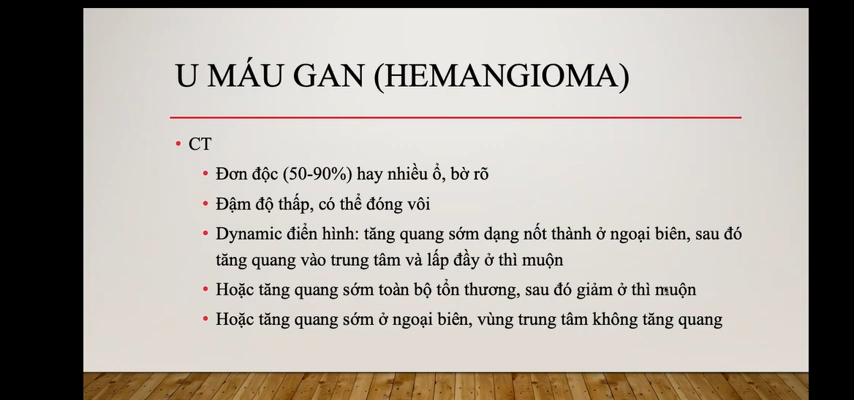 U MÁU GAN (HEMANGIOMA)
• CT
• Đơn độc (50-90%) hay nhiều ổ, bờ rõ
• Đậm độ thấp, có thể đóng vôi
• Dynamic điển hình: tăng quang sớm dạng nốt thành ở ngoại biên, sau đó
tăng quang vào trung tâm và lấp đầy ở thì muộn
• Hoặc tăng quang sớm toàn bộ tổn thương, sau đó giảm ở thì muộn
• Hoặc tăng quang sớm ở ngoại biên, vùng trung tâm không tăng quang